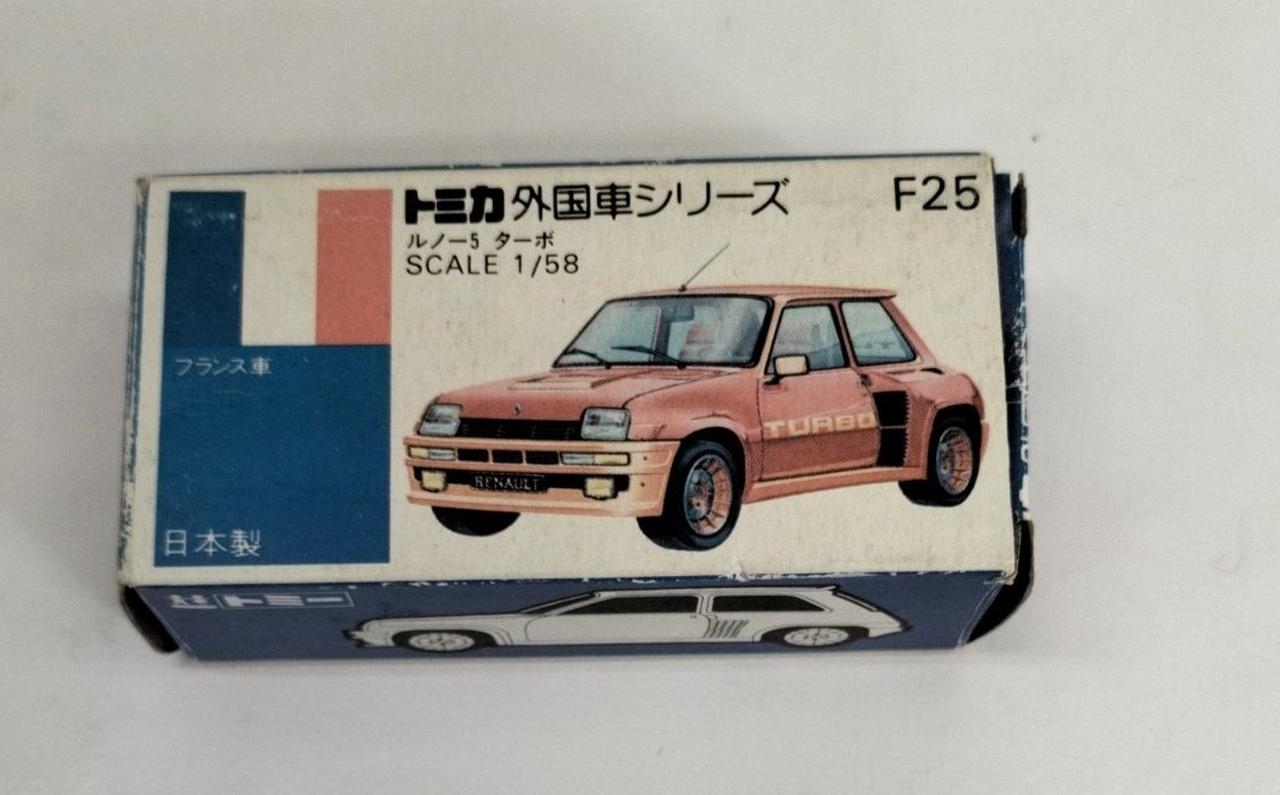 トミカ 外国車シリーズ F25
ルノー5 ターボ
SCALE 1/58
フランス車
TURBO
RENAULT
日本製
トミー